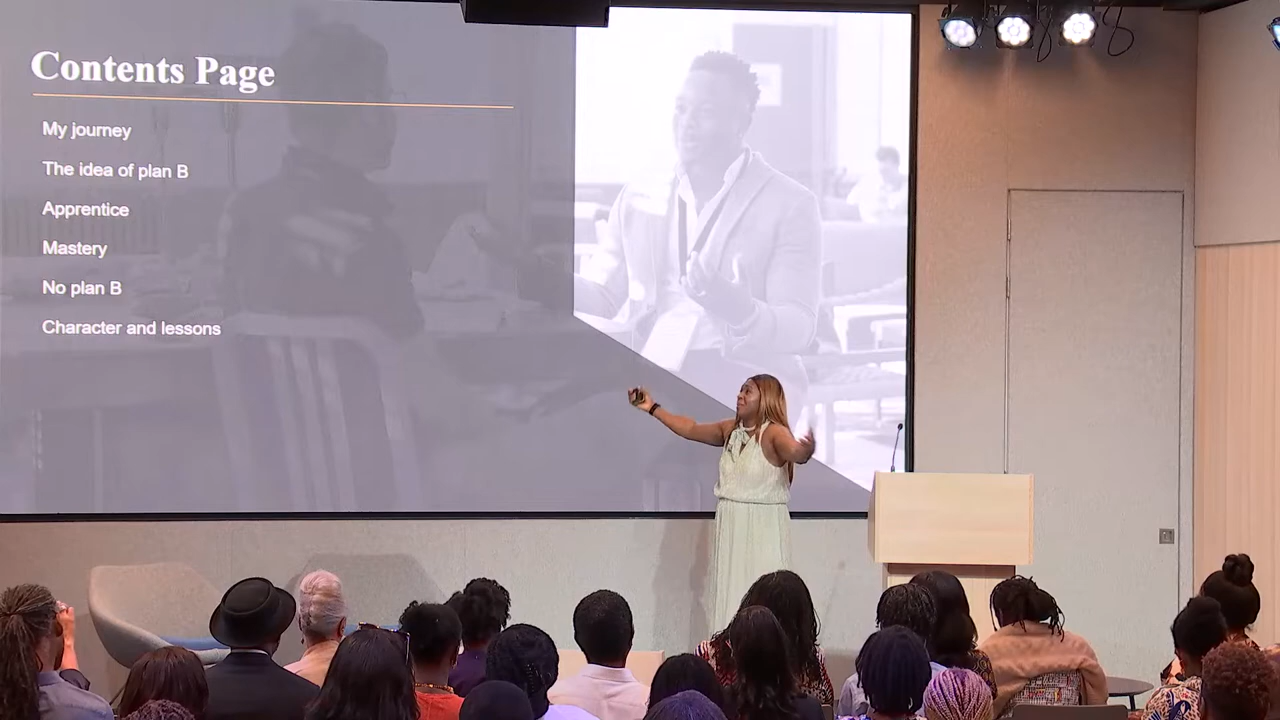 Contents Page
My journey
The idea of plan B
Apprentice
Mastery
No plan B
Character and lessons